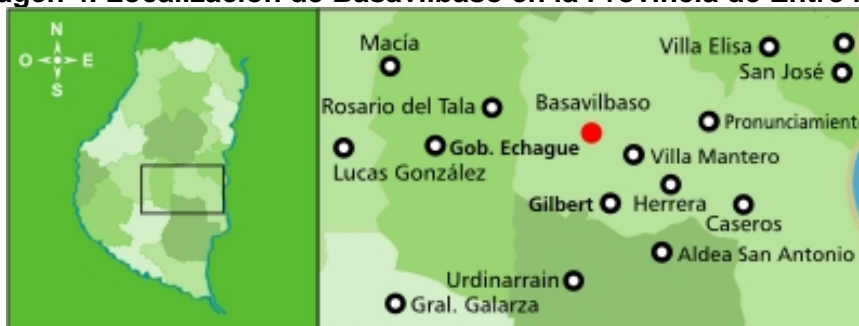 N
O E
S
Macía
Villa Elisa
San José
Rosario del Tala
Basavilbaso
Pronunciamiento
Gob. Echague
Lucas González
Villa Mantero
Gilbert
Herrera
Caseros
Aldea San Antonio
Urdinarrain
Gral. Galarza